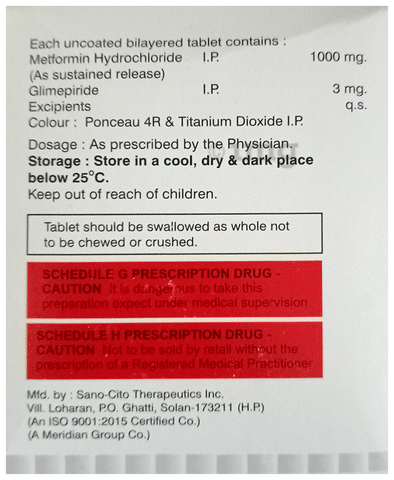 Each uncoated bilayered tablet contains :
Metformin Hydrochloride I.P. 1000 mg.
(As sustained release)
Glimepiride I.P. 3 mg.
Excipients q.s.
Colour : Ponceau 4R & Titanium Dioxide I.P.
Dosage : As prescribed by the Physician.
Storage : Store in a cool, dry & dark place
below 25°C.
Keep out of reach of children.
Tablet should be swallowed as whole not
to be chewed or crushed.
SCHEDULE G PRESCRIPTION DRUG -
CAUTION It is dangerous to take this
preparation expect under medical supervision
SCHEDULE H PRESCRIPTION DRUG -
CAUTION Not to be sold by retail without the
prescription of a Registered Medical Practitioner
Mfd. by : Sano-Cito Therapeutics Inc.
Vill. Loharan, P.O. Ghatti, Solan-173211 (H.P.)
(An ISO 9001:2015 Certified Co.)
(A Meridian Group Co.)